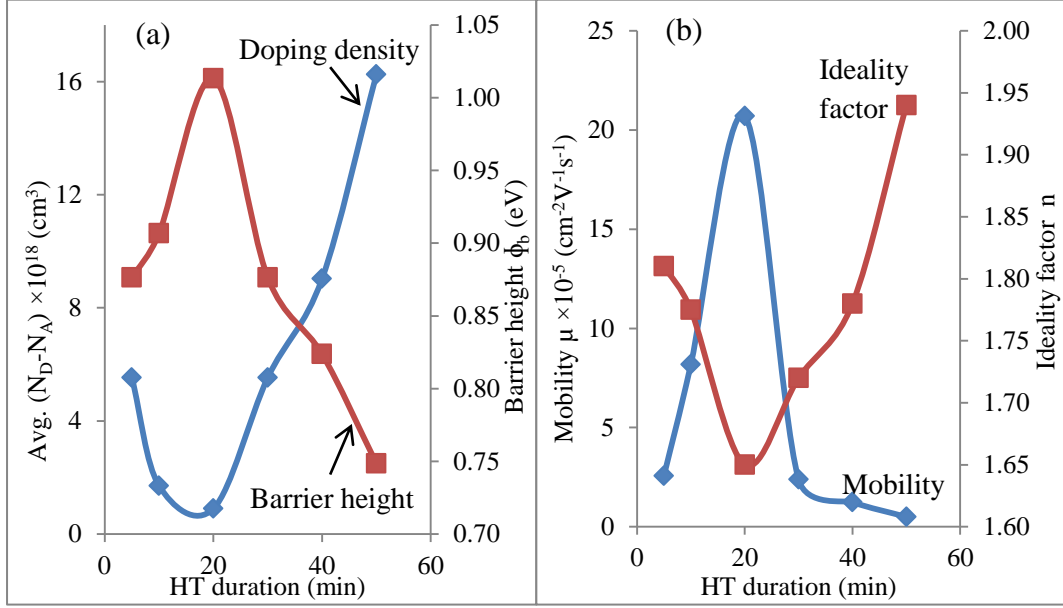 (a)
Doping density
Barrier height
Avg. (N_D-N_A) ×10^18 (cm^3)
16
12
8
4
0
Barrier height ϕ_b (eV)
1.05
1.00
0.95
0.90
0.85
0.80
0.75
0.70
0
20
40
60
HT duration (min)
(b)
Ideality
factor
Mobility
Mobility µ ×10^-5 (cm^-2V^-1s^-1)
25
20
15
10
5
0
Ideality factor n
2.00
1.95
1.90
1.85
1.80
1.75
1.70
1.65
1.60
0
20
40
60
HT duration (min)